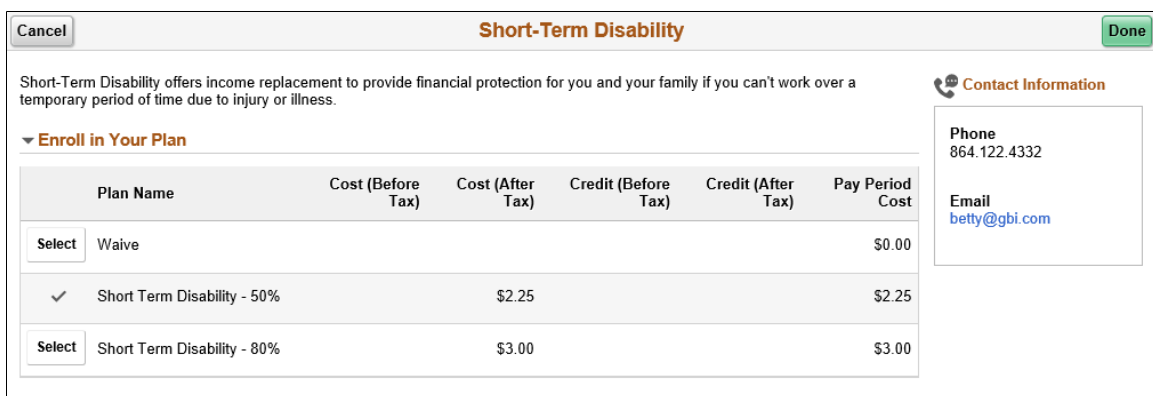 Cancel
Short-Term Disability
Done
Short-Term Disability offers income replacement to provide financial protection for you and your family if you can't work over a
temporary period of time due to injury or illness.
Enroll in Your Plan
Plan Name
Cost (Before
Tax)
Cost (After
Tax)
Credit (Before
Tax)
Credit (After
Tax)
Pay Period
Cost
Select Waive $0.00
Short Term Disability - 50% $2.25 $2.25
Select Short Term Disability - 80% $3.00 $3.00
Contact Information
Phone
864.122.4332
Email
betty@gbi.com